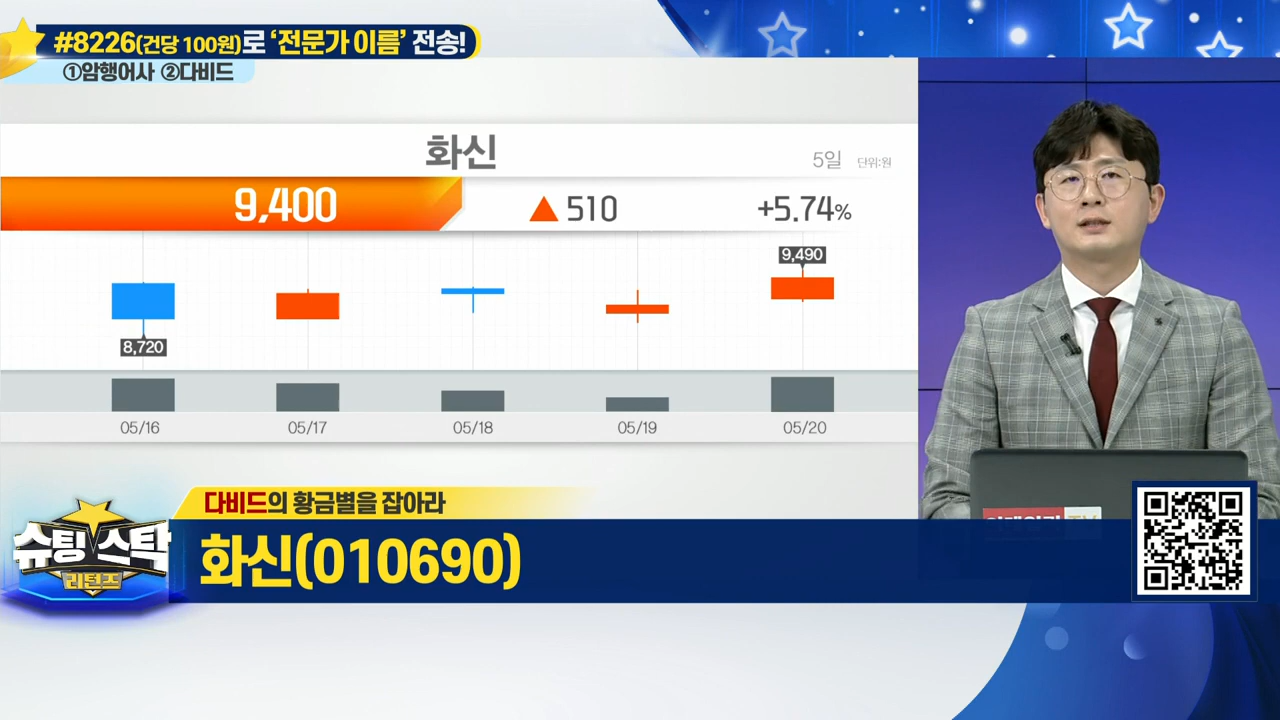 #8226(건당 100원)로 ‘전문가 이름’ 전송!
①암행어사 ②다비드
화신
5일 단위:원
9,400 ▲510 +5.74%
9,490
8,720
05/16 05/17 05/18 05/19 05/20
다비드의 황금별을 잡아라
슈팅스타
리턴즈
화신(010690)